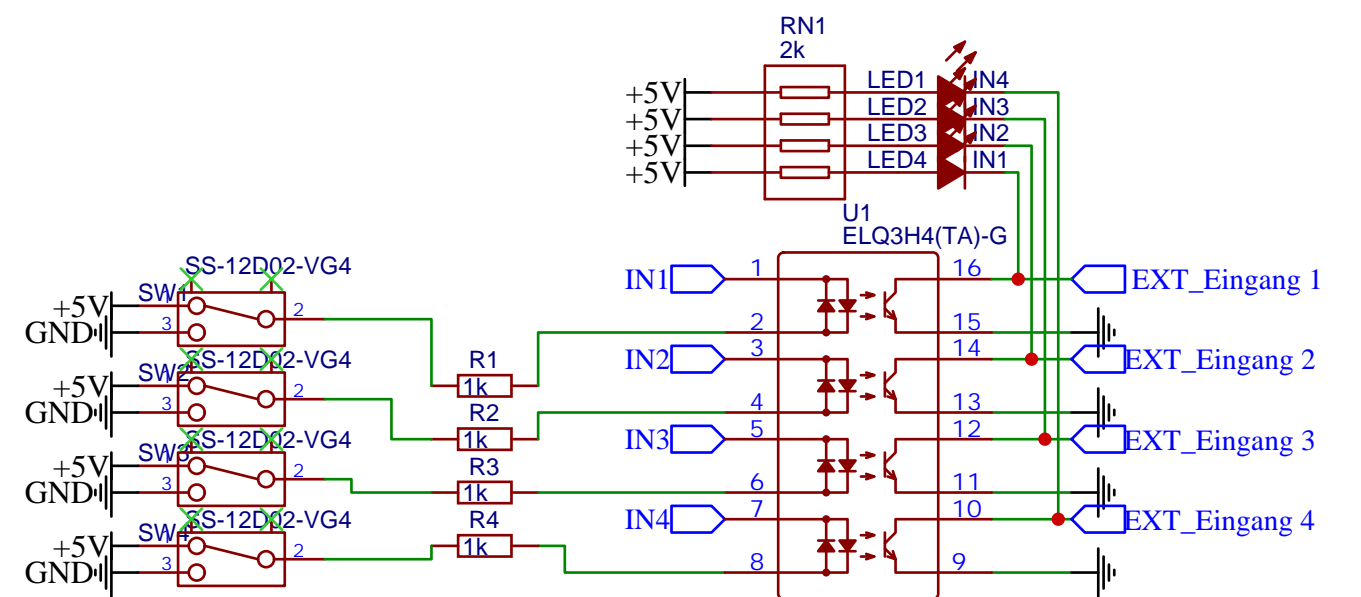 RN1
2k
+5V LED1 IN4
+5V LED2 IN3
+5V LED3 IN2
+5V LED4 IN1
U1
ELQ3H4(TA)-G
SS-12D02-VG4
IN1 1 16 EXT_Eingang 1
+5V SW1 2
GND 3
2 15
SS-12D02-VG4
R1
IN2 3 14 EXT_Eingang 2
+5V SW2 2
1k
GND 3
R2
4 13
SS-12D02-VG4
1k
IN3 5 12 EXT_Eingang 3
+5V SW3 2
R3
GND 3
1k
6 11
SS-12D02-VG4
R4
IN4 7 10 EXT_Eingang 4
+5V SW4 2
1k
GND 3
8 9